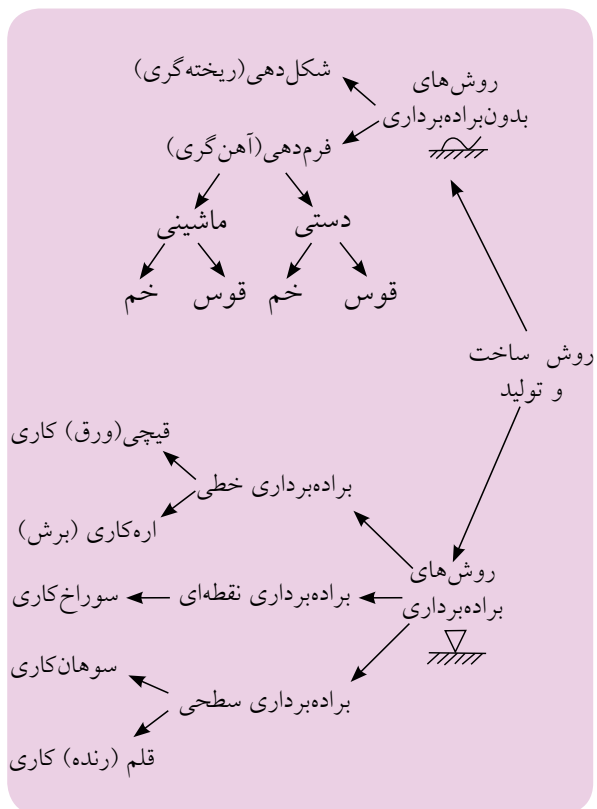 شکل‌دهی(ریخته‌گری)
روش‌های
بدون‌براده‌برداری
فرم‌دهی(آهن‌گری)
دستی
ماشینی
قوس
خم
قوس
خم
روش ساخت
و تولید
قیچی(ورق) کاری
براده‌برداری خطی
اره‌کاری (برش)
روش‌های
براده‌برداری
براده‌برداری نقطه‌ای
سوراخ‌کاری
سوهان‌کاری
براده‌برداری سطحی
قلم (رنده) کاری